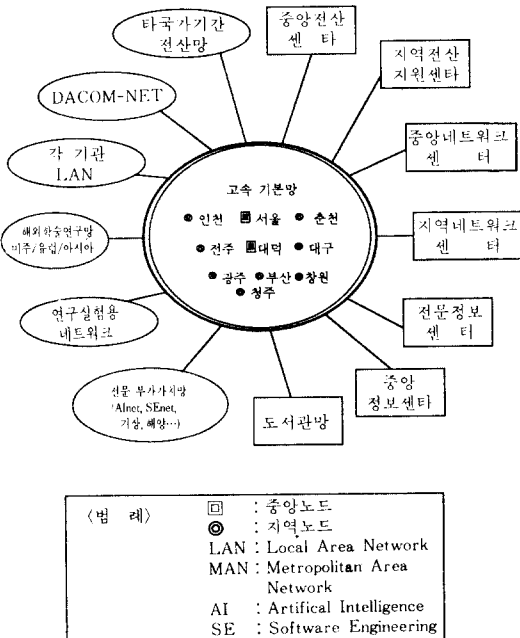 타국가기간
전산망
중앙전산
센 타
지역전산
지원센타
DACOM-NET
중앙네트워크
센 터
각 기관
LAN
고속 기본망
인천 서울 춘천
전주 대덕 대구
광주 부산 창원
청주
해외학술연구망
미주/유럽/아시아
지역네트워크
센 터
연구실험용
네트워크
전문정보
센 터
전문 부가가치망
(AInet, SEnet,
기상, 해양…)
도서관망
중앙
정보센타
〈범 례〉
: 중앙노드
: 지역노드
LAN : Local Area Network
MAN : Metropolitan Area
Network
AI : Artifical Intelligence
SE : Software Engineering